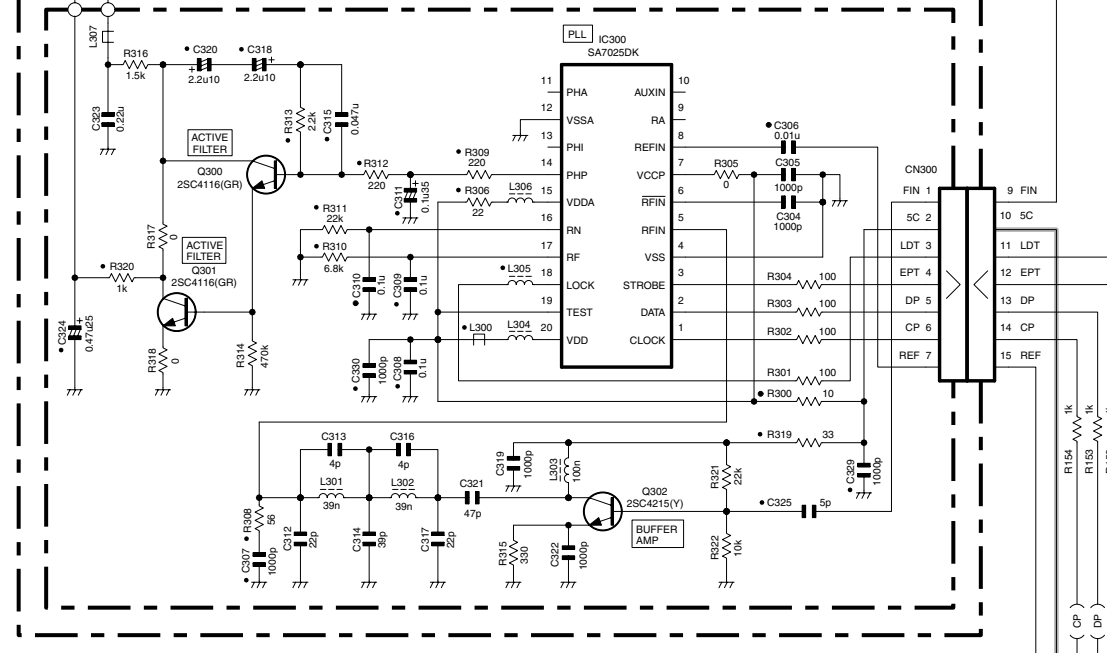 PLL
IC300
SA7025DK
L307
R316
1.5k
C320
+ 2.2u10
C318
2.2u10
C323
0.22u
R313
2.2k
C315
0.047u
ACTIVE
FILTER
Q300
2SC4116(GR)
R312
220
C311
+
0.1u35
R309
220
R306
22
L306
R311
22k
R310
6.8k
R317
0
ACTIVE
FILTER
Q301
2SC4116(GR)
R320
1k
C324
+
0.47u25
R318
0
R314
470k
C310
0.1u
C309
0.1u
L305
L300
L304
C330
1000p
C308
0.1u
11 PHA
12 VSSA
13 PHI
14 PHP
15 VDDA
16 RN
17 RF
18 LOCK
19 TEST
20 VDD
AUXIN 10
RA 9
REFIN 8
VCCP 7
RFIN 6
RFIN 5
VSS 4
STROBE 3
DATA 2
CLOCK 1
C306
0.01u
R305
0
C305
1000p
C304
1000p
R304 100
R303 100
R302 100
R301 100
R300 10
R319 33
CN300
FIN 1
5C 2
LDT 3
EPT 4
DP 5
CP 6
REF 7
9 FIN
10 5C
11 LDT
12 EPT
13 DP
14 CP
15 REF
C313
4p
C316
4p
L301
39n
L302
39n
C321
47p
R308
56
C307
1000p
C312
22p
C314
39p
C317
22p
C319
1000p
L303
100n
Q302
2SC4215(Y)
BUFFER
AMP
R315
330
C322
1000p
R321
22k
R322
10k
C325 5p
C329
1000p
R154 1k
R153 1k
CP
DP